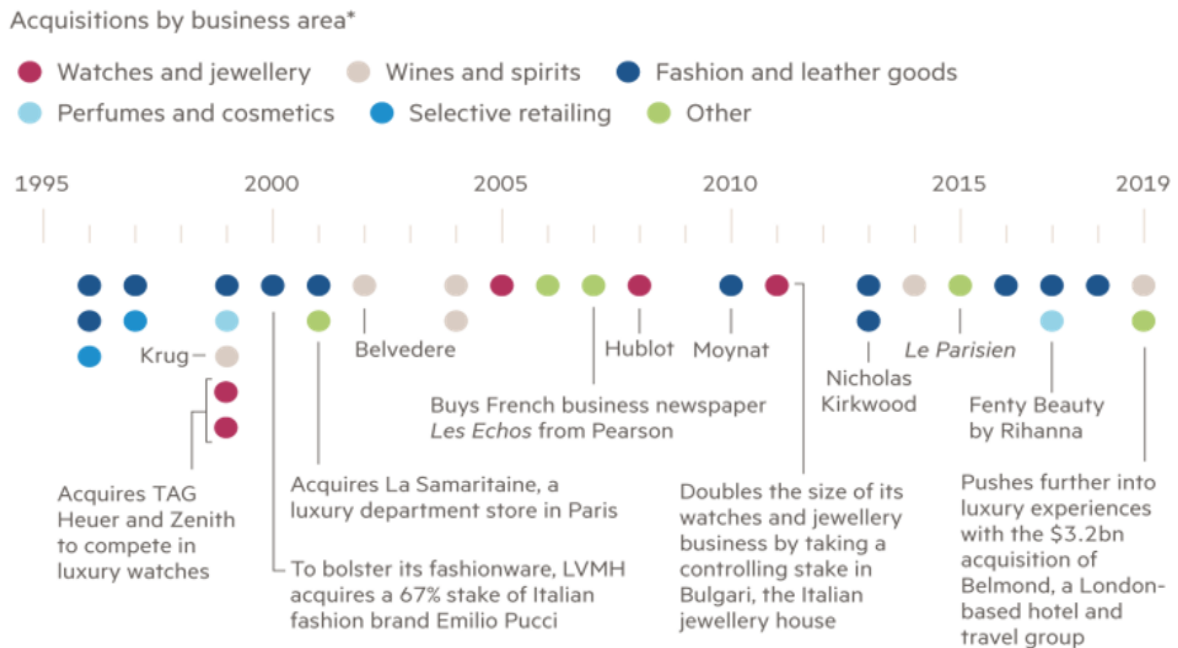 Acquisitions by business area*
Watches and jewellery
Wines and spirits
Fashion and leather goods
Perfumes and cosmetics
Selective retailing
Other
1995
2000
2005
2010
2015
2019
Krug
Belvedere
Hublot
Moynat
Le Parisien
Nicholas
Kirkwood
Buys French business newspaper
Les Echos from Pearson
Fenty Beauty
by Rihanna
Acquires TAG
Heuer and Zenith
to compete in
luxury watches
Acquires La Samaritaine, a
luxury department store in Paris
To bolster its fashionware, LVMH
acquires a 67% stake of Italian
fashion brand Emilio Pucci
Doubles the size of its
watches and jewellery
business by taking a
controlling stake in
Bulgari, the Italian
jewellery house
Pushes further into
luxury experiences
with the $3.2bn
acquisition of
Belmond, a London-
based hotel and
travel group